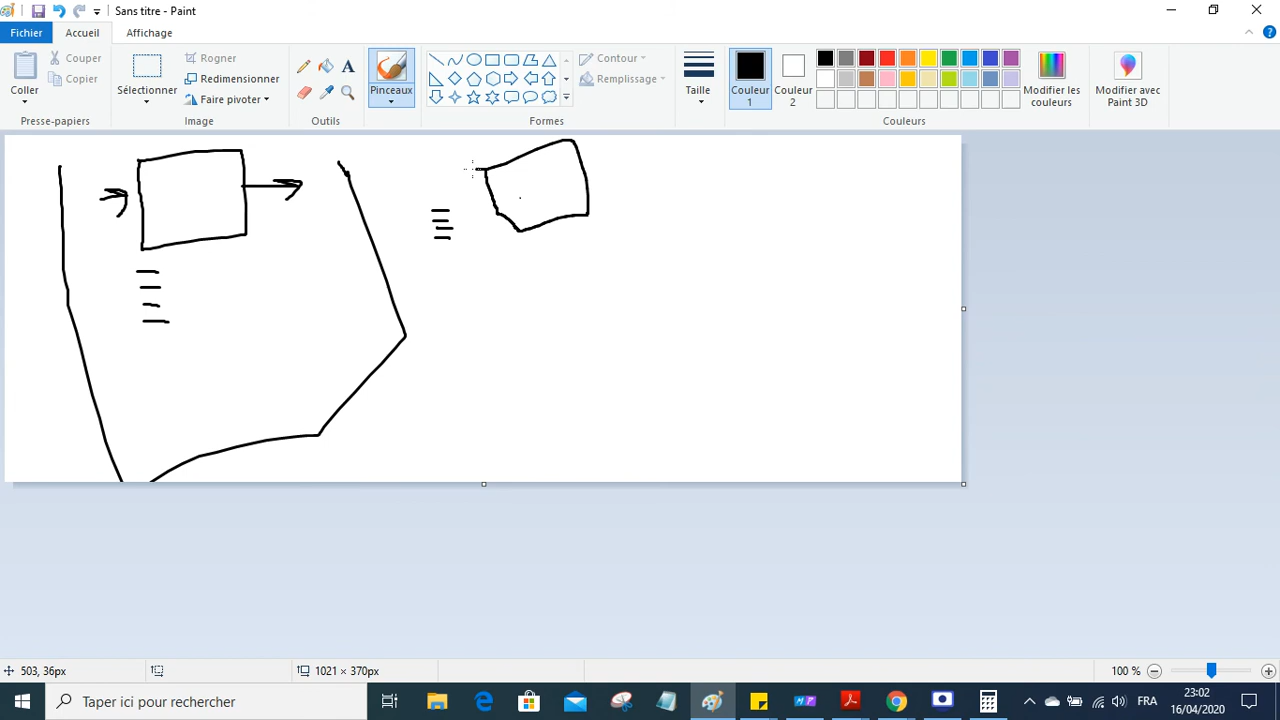 Sans titre - Paint
Fichier Accueil Affichage
Coller
Couper
Copier
Presse-papiers
Sélectionner
Rogner
Redimensionner
Faire pivoter
Image
A
Outils
Pinceaux
Contour
Remplissage
Formes
Taille
Couleur 1
Couleur 2
Modifier les couleurs
Couleurs
Modifier avec Paint 3D
503, 36px
1021 × 370px
100 %
Taper ici pour rechercher
FRA
23:02
16/04/2020